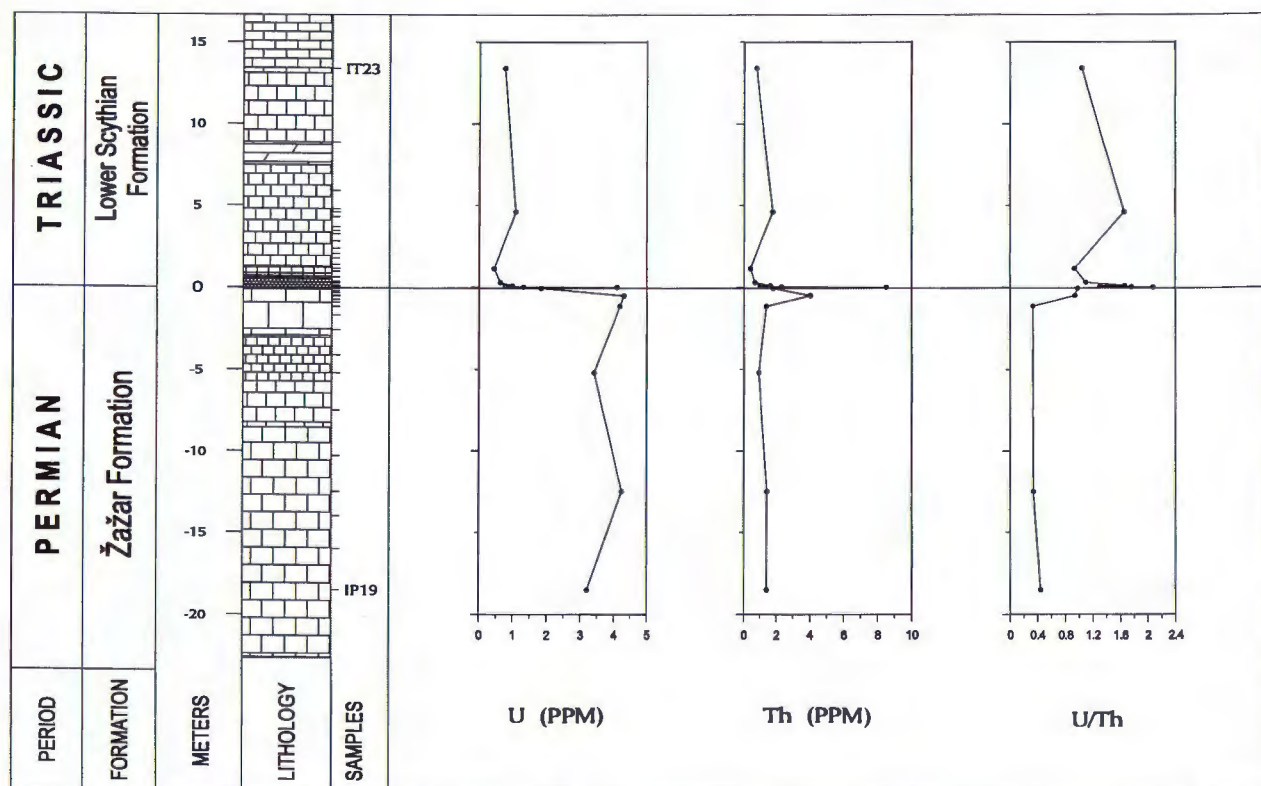 TRIASSIC
Lower Scythian
Formation
PERMIAN
Žažar Formation
15
10
5
0
-5
-10
-15
-20
IT23
IP19
0 1 2 3 4 5
0 2 4 6 8 10
0 0.4 0.8 1.2 1.6 2 2.4
PERIOD
FORMATION
METERS
LITHOLOGY
SAMPLES
U (PPM)
Th (PPM)
U/Th